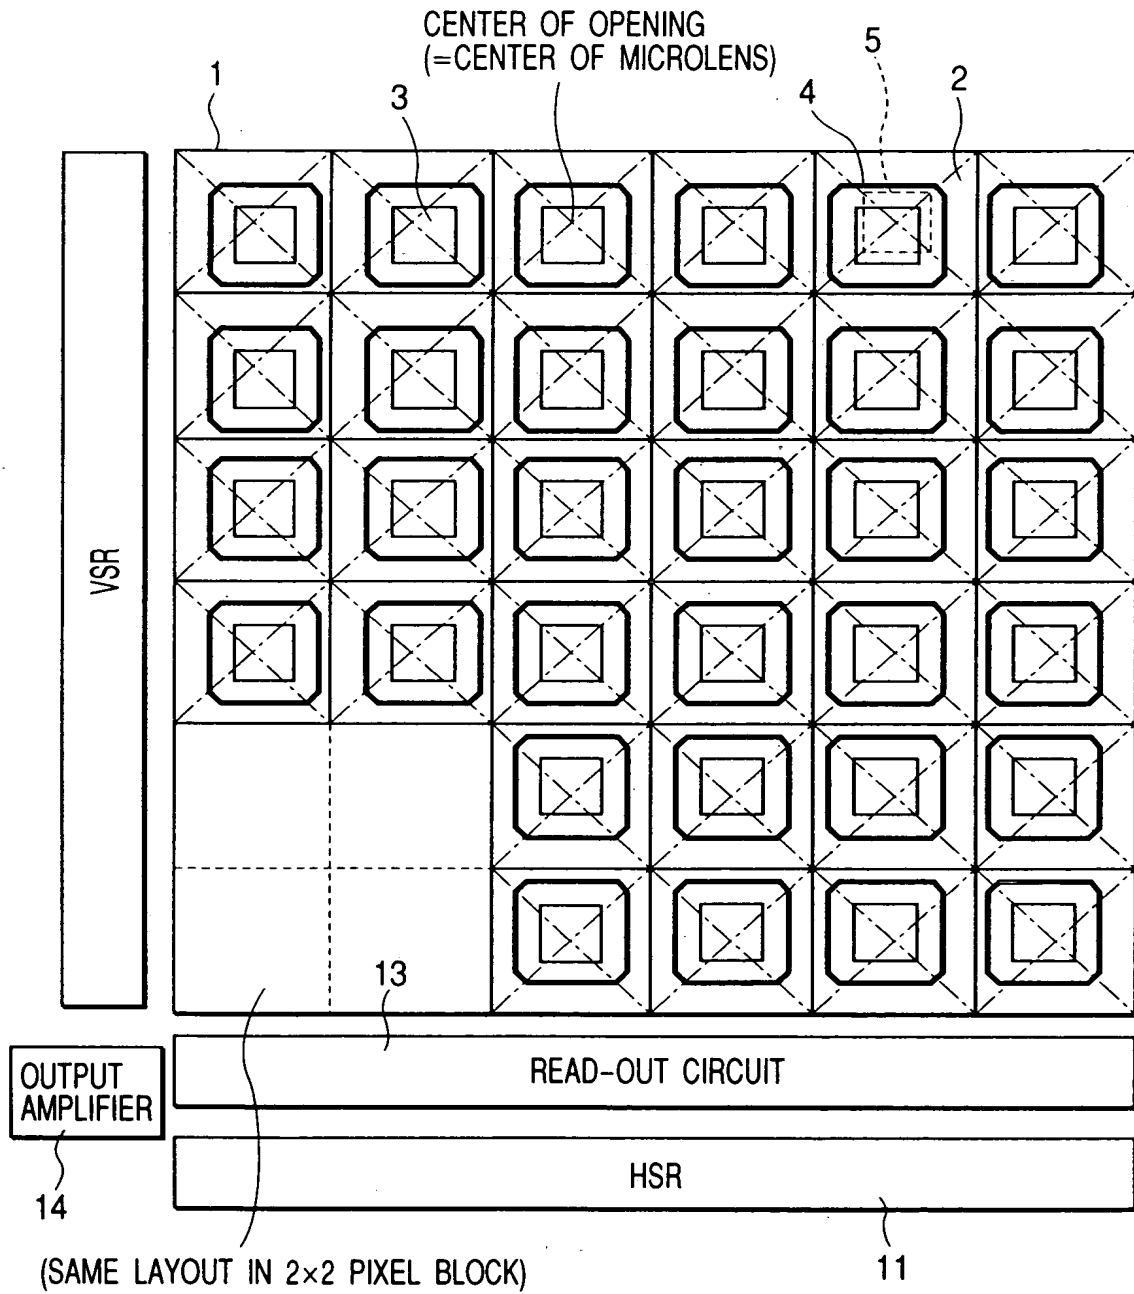 CENTER OF OPENING
(=CENTER OF MICROLENS)
1
3
4
5
2
VSR
13
READ-OUT CIRCUIT
OUTPUT
AMPLIFIER
HSR
14
11
(SAME LAYOUT IN 2×2 PIXEL BLOCK)